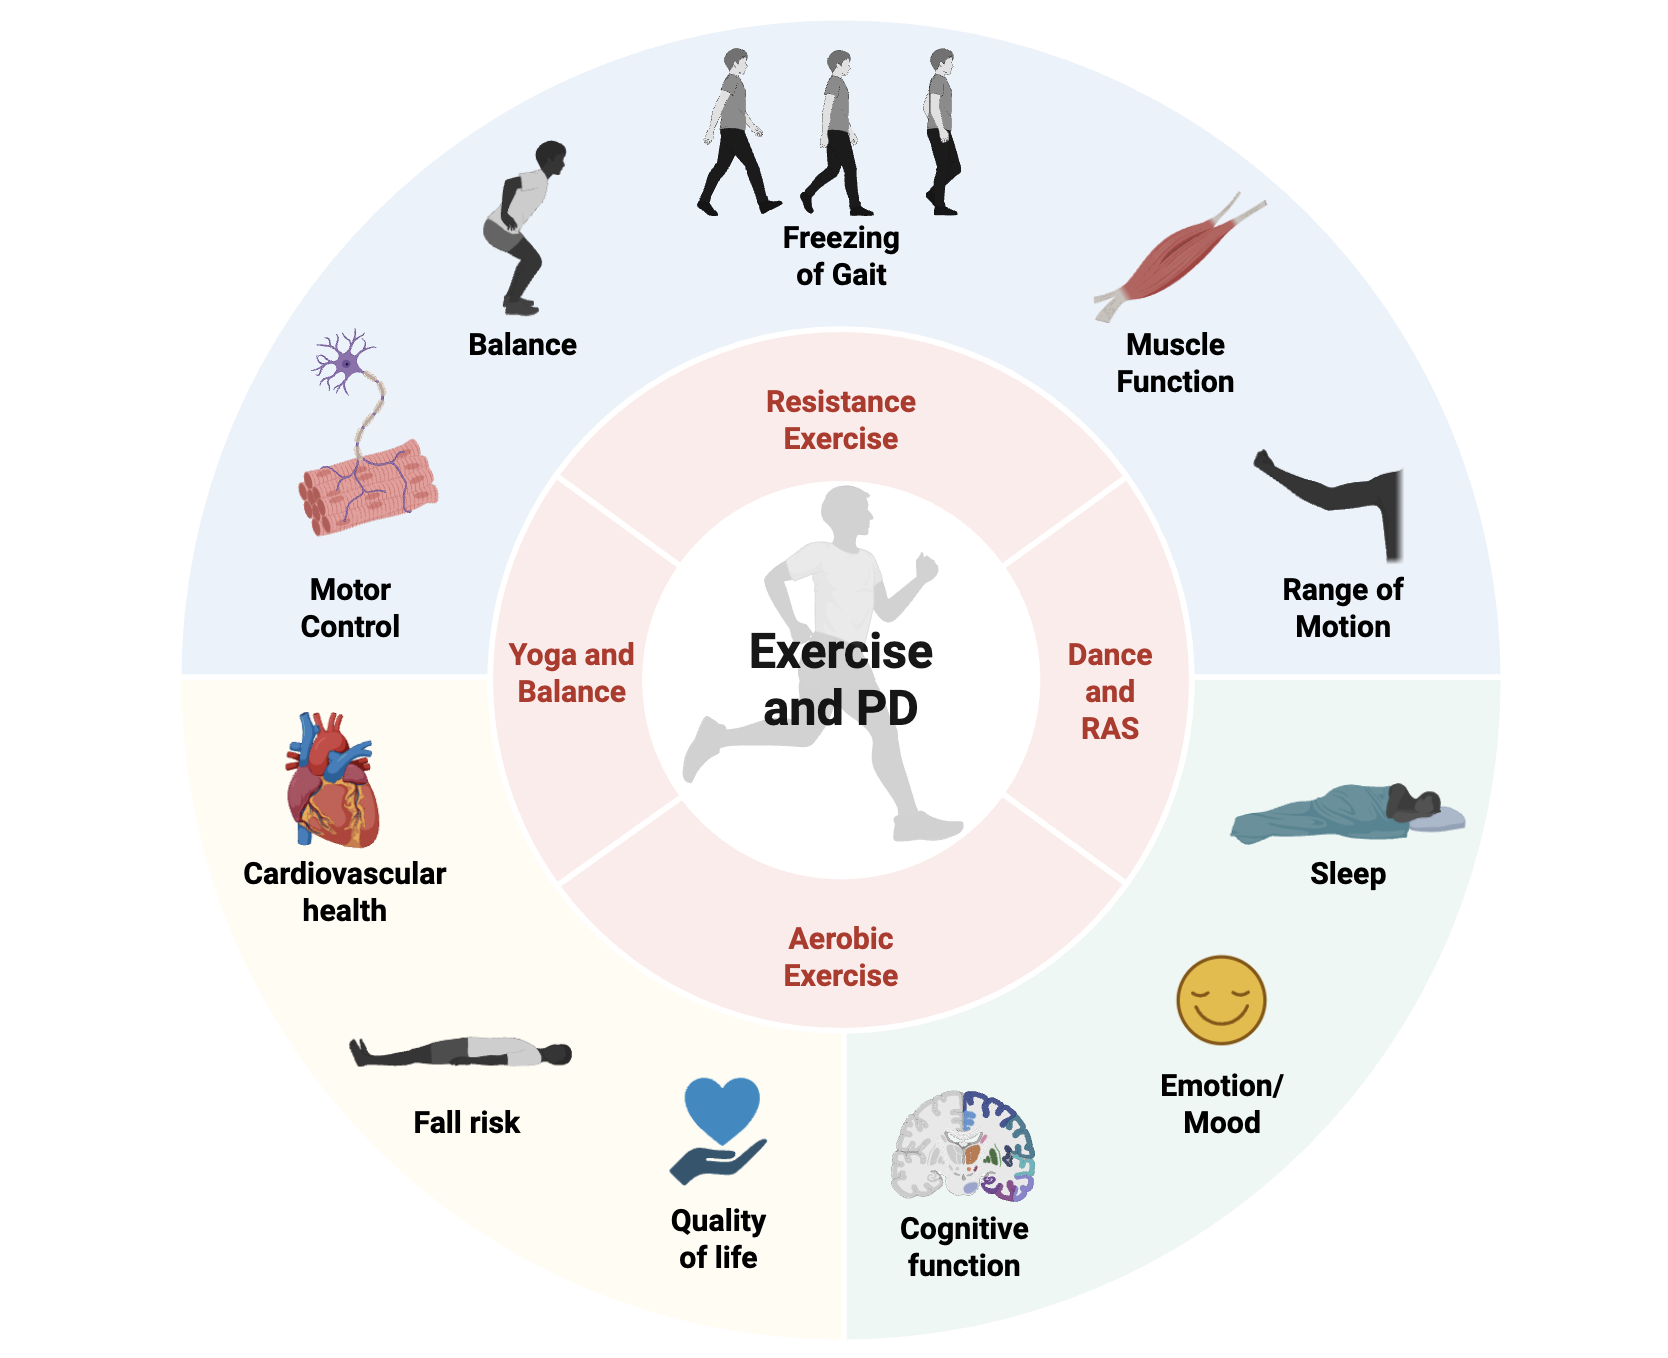 Freezing
of Gait
Balance
Muscle
Function
Motor
Control
Range of
Motion
Resistance
Exercise
Yoga and
Balance
Exercise
and PD
Dance
and
RAS
Aerobic
Exercise
Cardiovascular
health
Sleep
Fall risk
Emotion/
Mood
Quality
of life
Cognitive
function